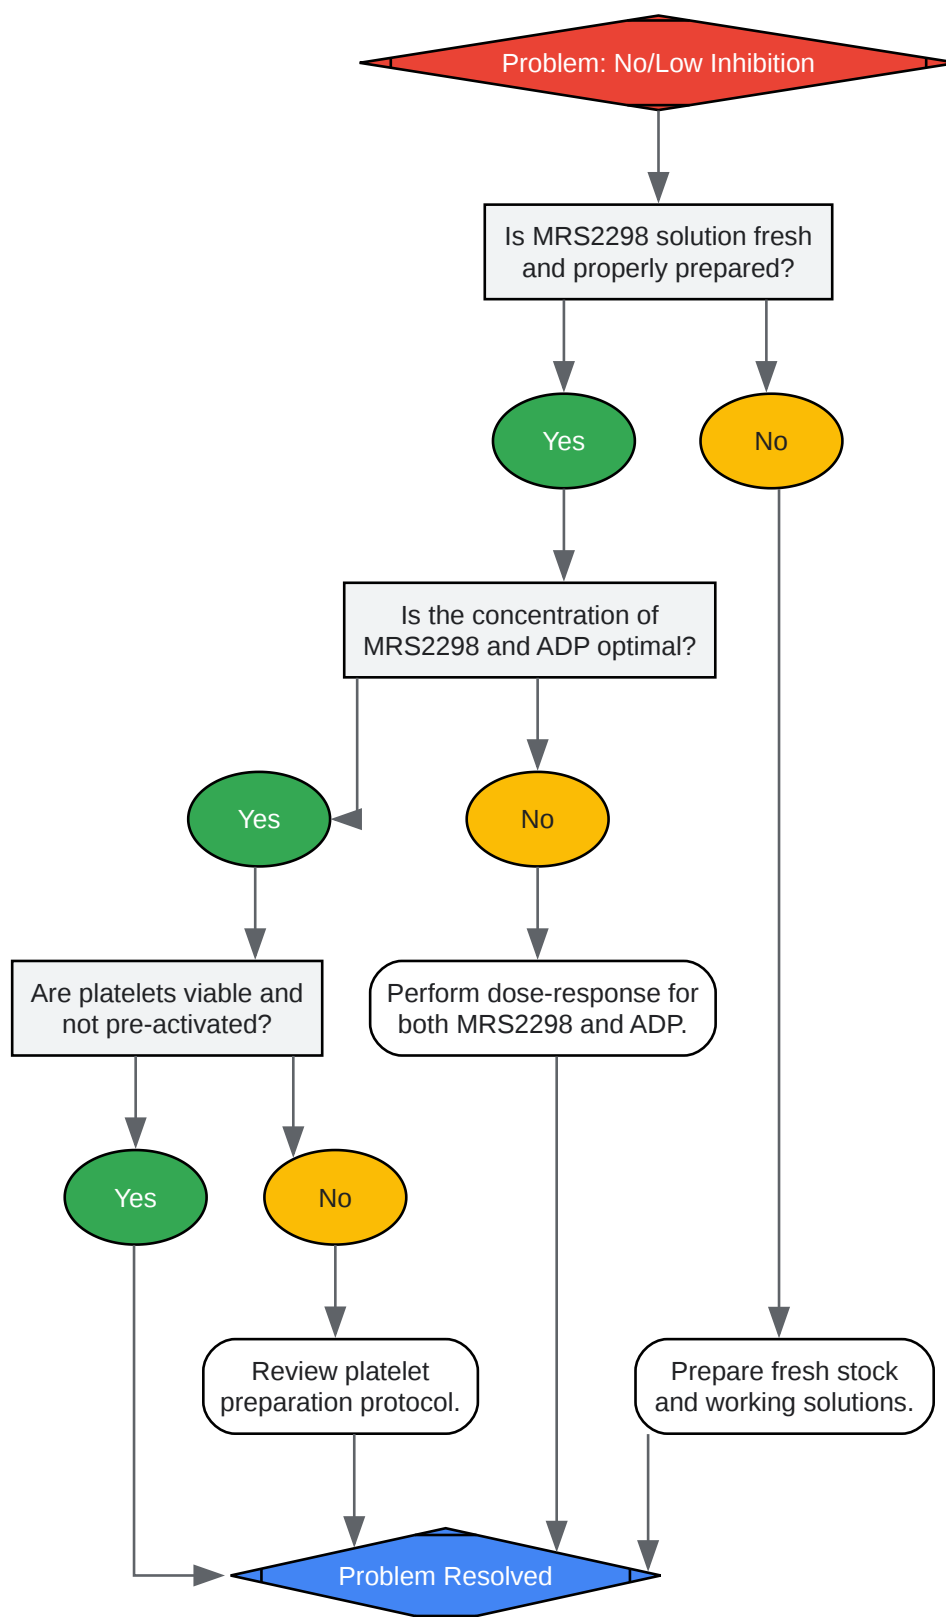 Problem: No/Low Inhibition
Is MRS2298 solution fresh
and properly prepared?
Yes
No
Is the concentration of
MRS2298 and ADP optimal?
Yes
No
Are platelets viable and
not pre-activated?
Perform dose-response for
both MRS2298 and ADP.
Yes
No
Review platelet
preparation protocol.
Prepare fresh stock
and working solutions.
Problem Resolved